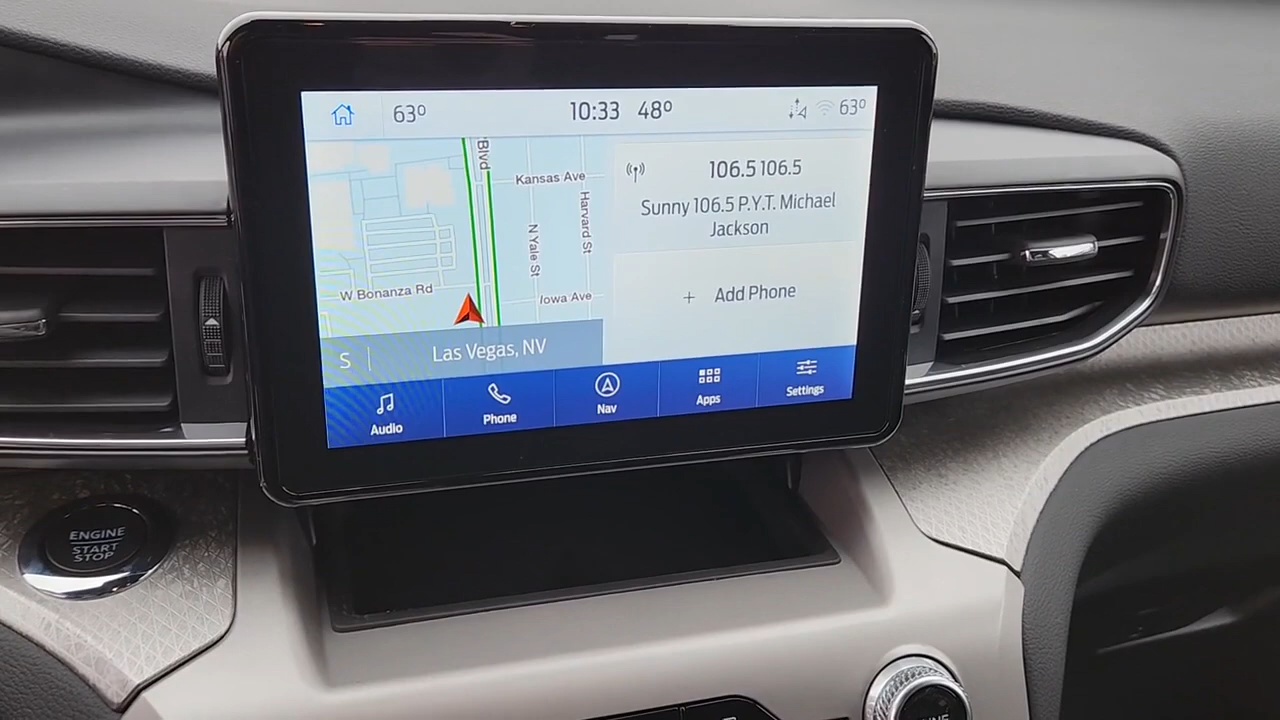 63° 10:33 48° 63°
Blvd
Kansas Ave
Harvard St
N Yale St
W Bonanza Rd
Iowa Ave
S | Las Vegas, NV
106.5 106.5
Sunny 106.5 P.Y.T. Michael
Jackson
+ Add Phone
Audio Phone Nav Apps Settings
ENGINE
START
STOP